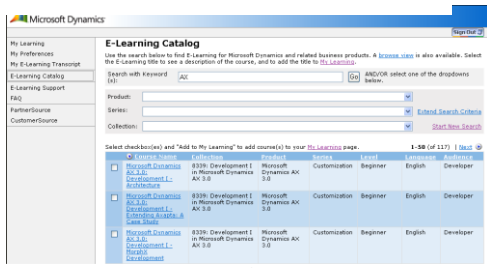 Microsoft Dynamics
Sign Out
My Learning
My Preferences
My E-Learning Transcript
E-Learning Catalog
E-Learning Support
FAQ
PartnerSource
CustomerSource
E-Learning Catalog
Use the search below to find E-Learning for Microsoft Dynamics and related business products. A browse view is also available. Select
the E-Learning title to see a description of the course, and to add the title to My Learning.
Search with Keyword
(s):
AX
Go
AND/OR select one of the dropdowns
below.
Product:
Series:
Extend Search Criteria
Collection:
Start New Search
Select checkbox(es) and "Add to My Learning" to add course(s) to your My Learning page.
1-50 (of 117) | Next
Course Name Collection Product Series Level Language Audience
Microsoft Dynamics 8339: Development I Microsoft Customization Beginner English Developer
AX 3.0: in Microsoft Dynamics Dynamics AX
Development I - AX 3.0 3.0
Architecture
Microsoft Dynamics 8339: Development I Microsoft Customization Beginner English Developer
AX 3.0: in Microsoft Dynamics Dynamics AX
Development I - AX 3.0 3.0
Extending Axapta: A
Case Study
Microsoft Dynamics 8339: Development I Microsoft Customization Beginner English Developer
AX 3.0: in Microsoft Dynamics Dynamics AX
Development I - AX 3.0 3.0
MorphX
Development